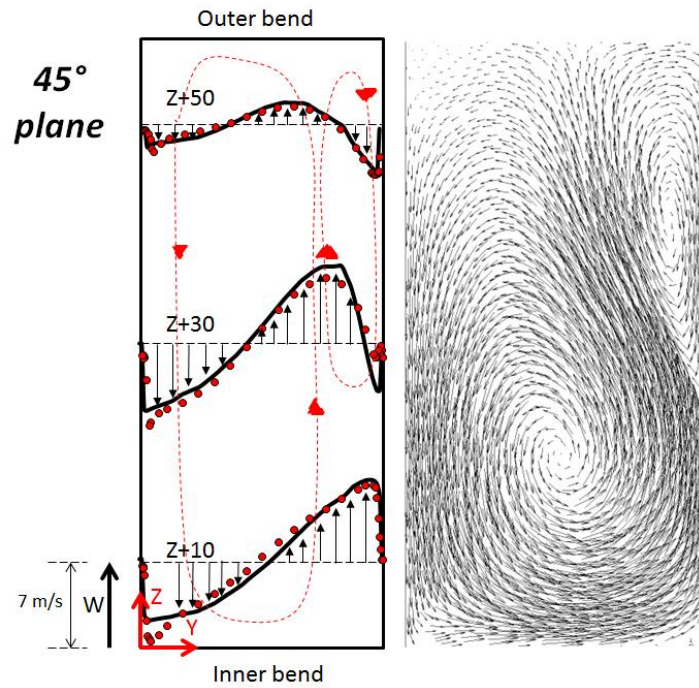 Outer bend
45°
plane
Z+50
Z+30
Z+10
7 m/s
W
Z
Y
Inner bend